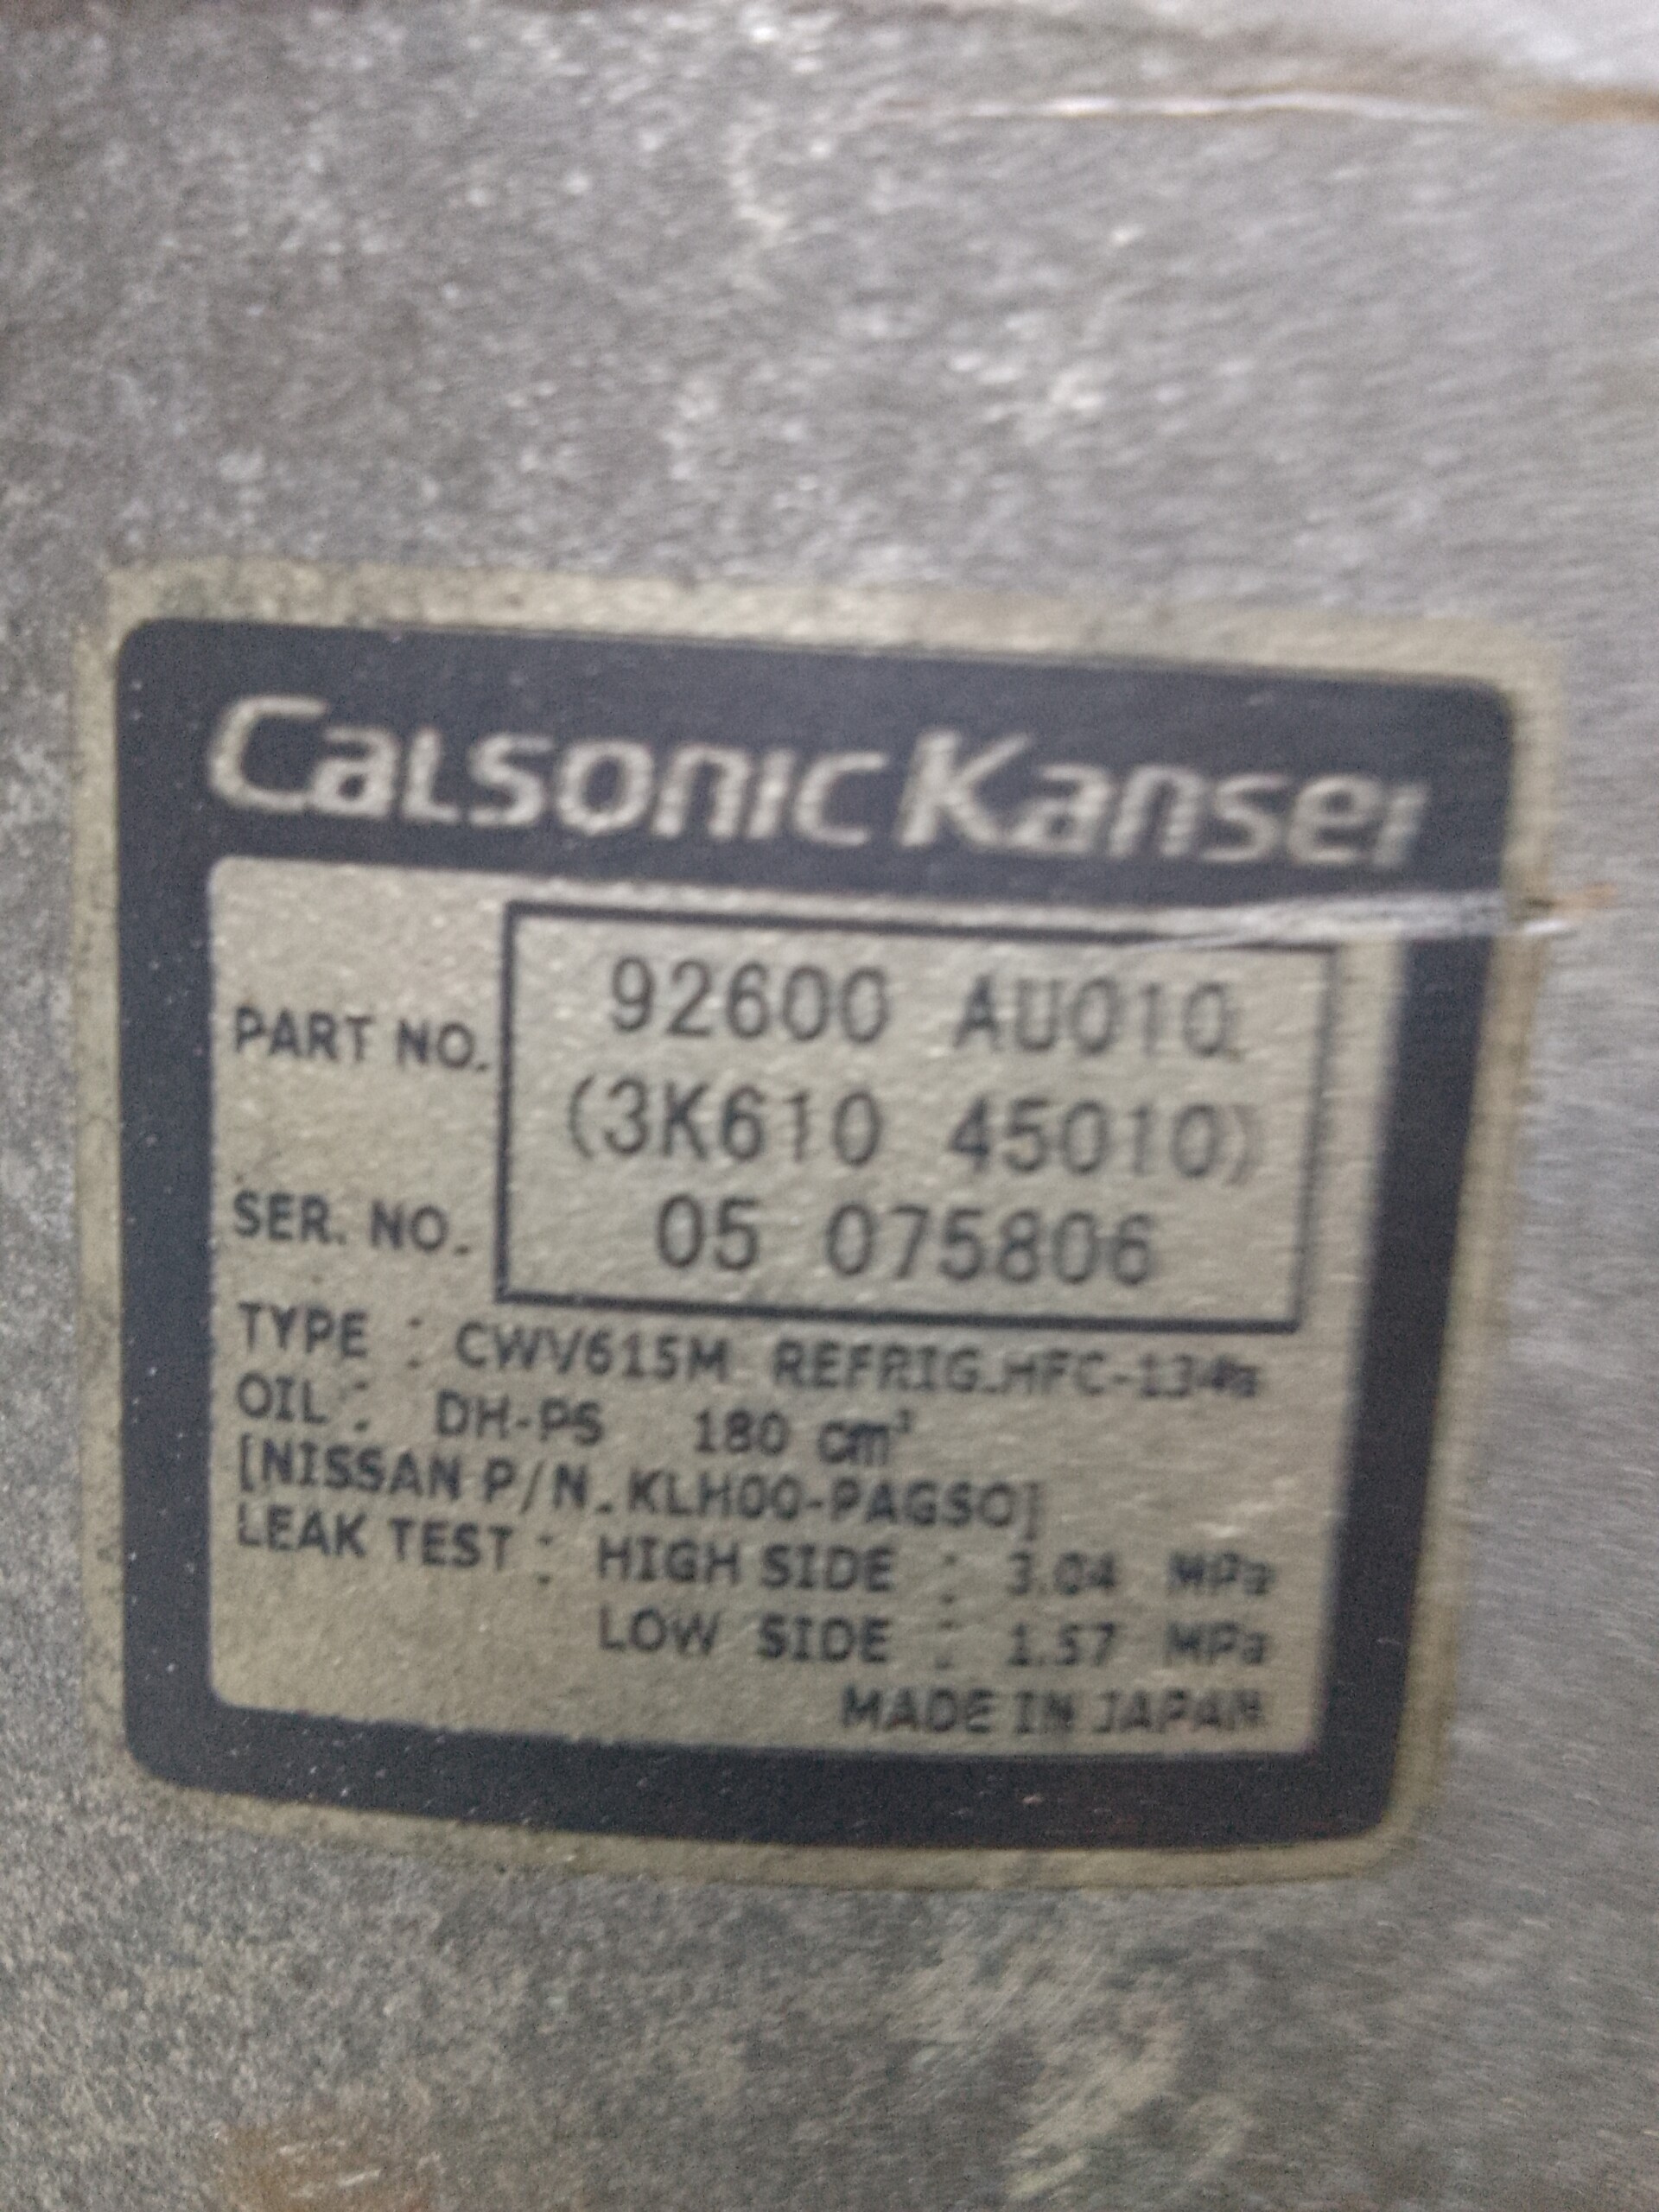 Calsonic Kansei
PART NO. 92600 AU010
(3K610 45010)
SER. NO. 05 075806
TYPE : CWV615M REFRIG.HFC-134a
OIL : DH-PS 180 cm³
[NISSAN P/N. KLH00-PAGS0]
LEAK TEST : HIGH SIDE : 3.04 MPa
LOW SIDE : 1.57 MPa
MADE IN JAPAN